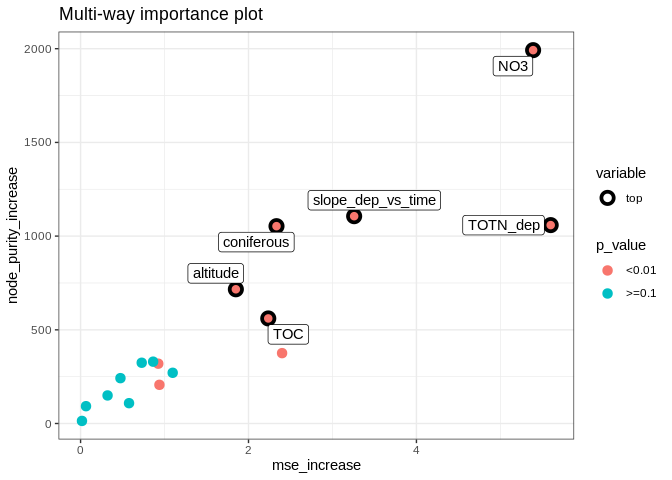 Multi-way importance plot
2000
1500
1000
500
0
node_purity_increase
NO3
slope_dep_vs_time
TOTN_dep
coniferous
altitude
TOC
0 2 4
mse_increase
variable
top
p_value
<0.01
>=0.1